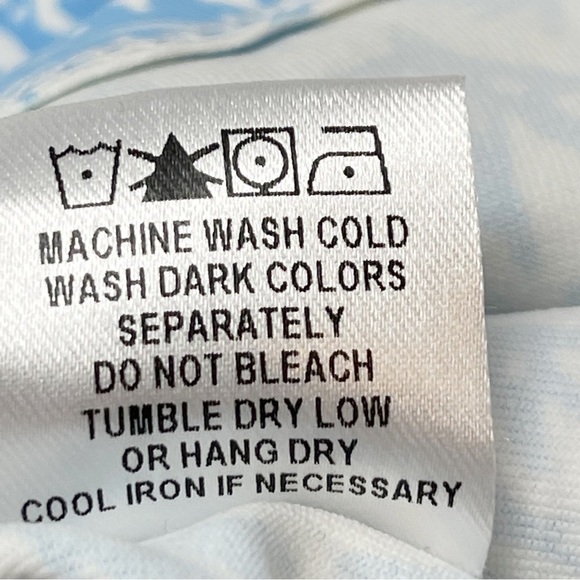 MACHINE WASH COLD
WASH DARK COLORS
SEPARATELY
DO NOT BLEACH
TUMBLE DRY LOW
OR HANG DRY
COOL IRON IF NECESSARY